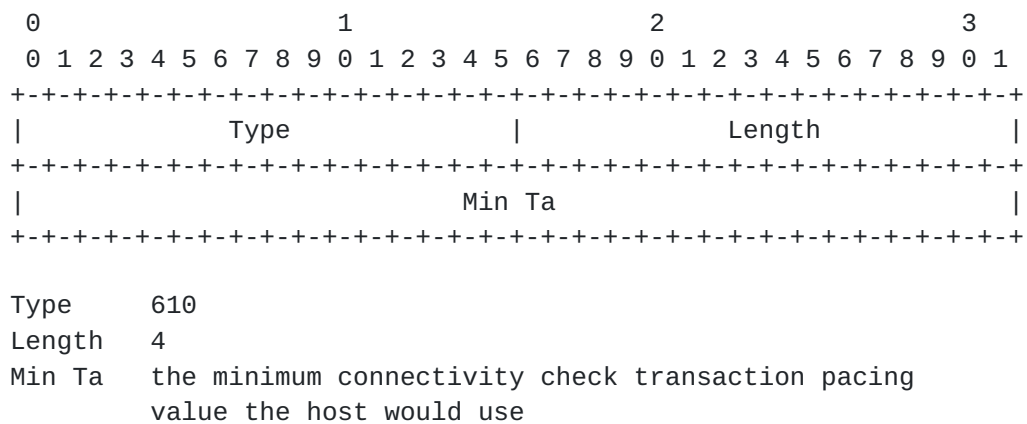 0                   1                   2                   3
 0 1 2 3 4 5 6 7 8 9 0 1 2 3 4 5 6 7 8 9 0 1 2 3 4 5 6 7 8 9 0 1
+-+-+-+-+-+-+-+-+-+-+-+-+-+-+-+-+-+-+-+-+-+-+-+-+-+-+-+-+-+-+-+-+
|             Type              |             Length            |
+-+-+-+-+-+-+-+-+-+-+-+-+-+-+-+-+-+-+-+-+-+-+-+-+-+-+-+-+-+-+-+-+
|                            Min Ta                             |
+-+-+-+-+-+-+-+-+-+-+-+-+-+-+-+-+-+-+-+-+-+-+-+-+-+-+-+-+-+-+-+-+

Type     610
Length   4
Min Ta   the minimum connectivity check transaction pacing
         value the host would use